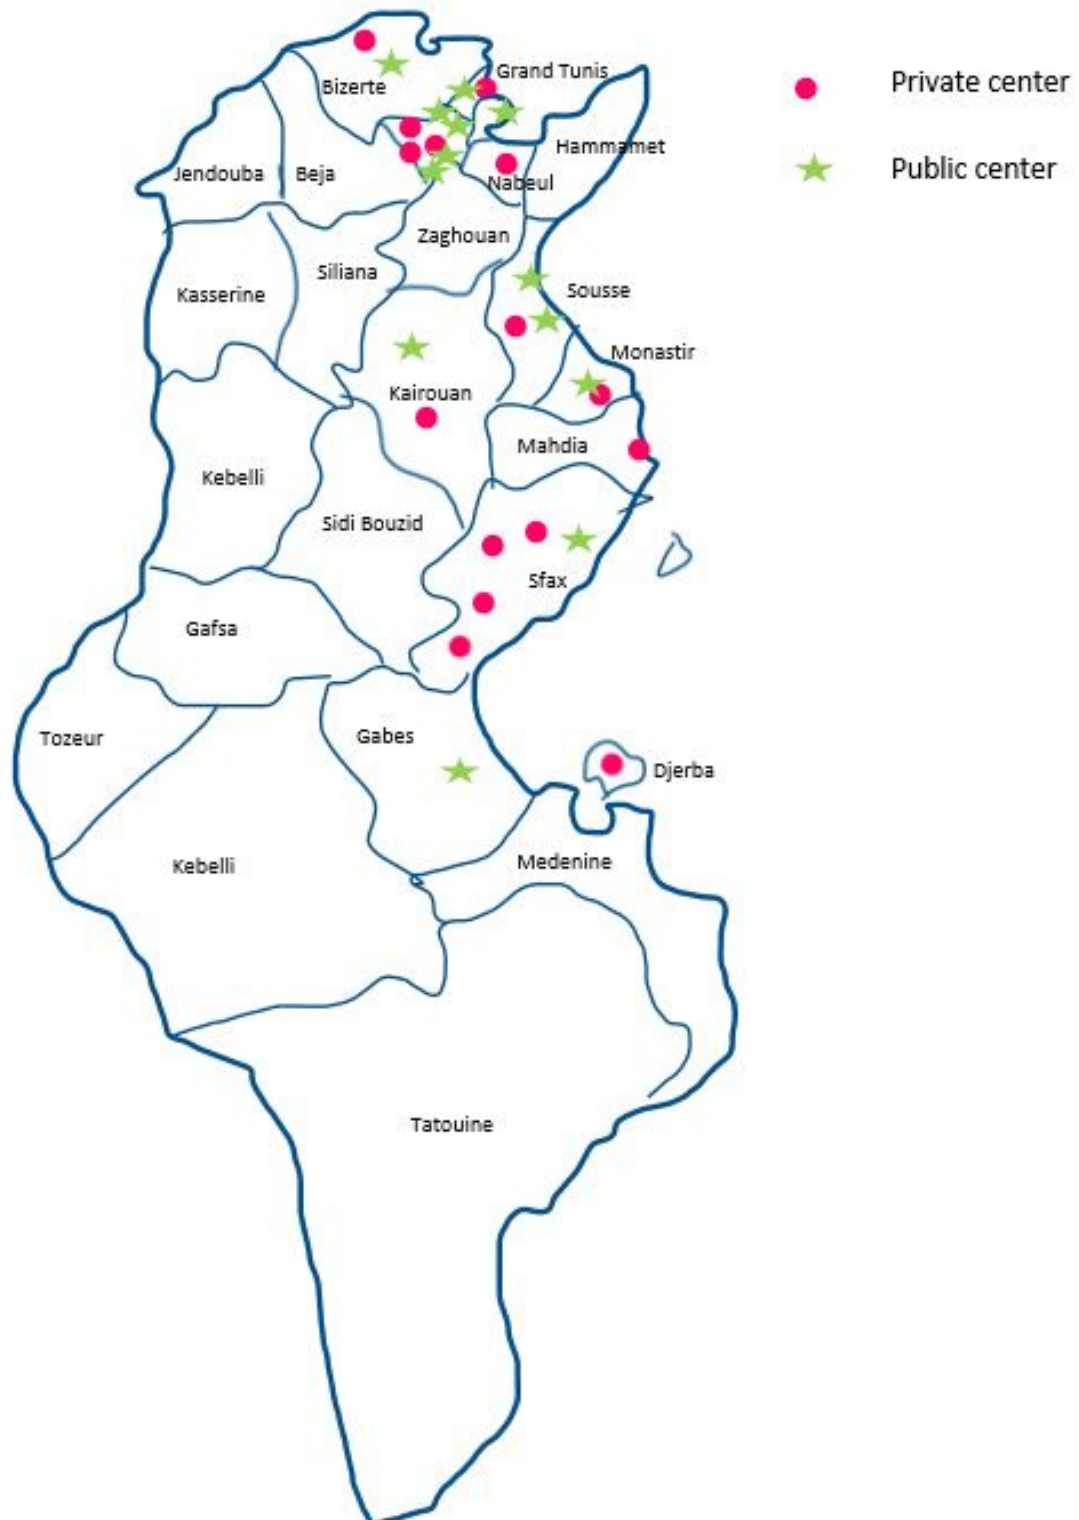 Grand Tunis
Private center
Bizerte
Hammamet
Public center
Jendouba
Beja
Nabeul
Zaghouan
Siliana
Kasserine
Sousse
Monastir
Kairouan
Mahdia
Kebelli
Sidi Bouzid
Sfax
Gafsa
Tozeur
Gabes
Djerba
Kebelli
Medenine
Tatouine